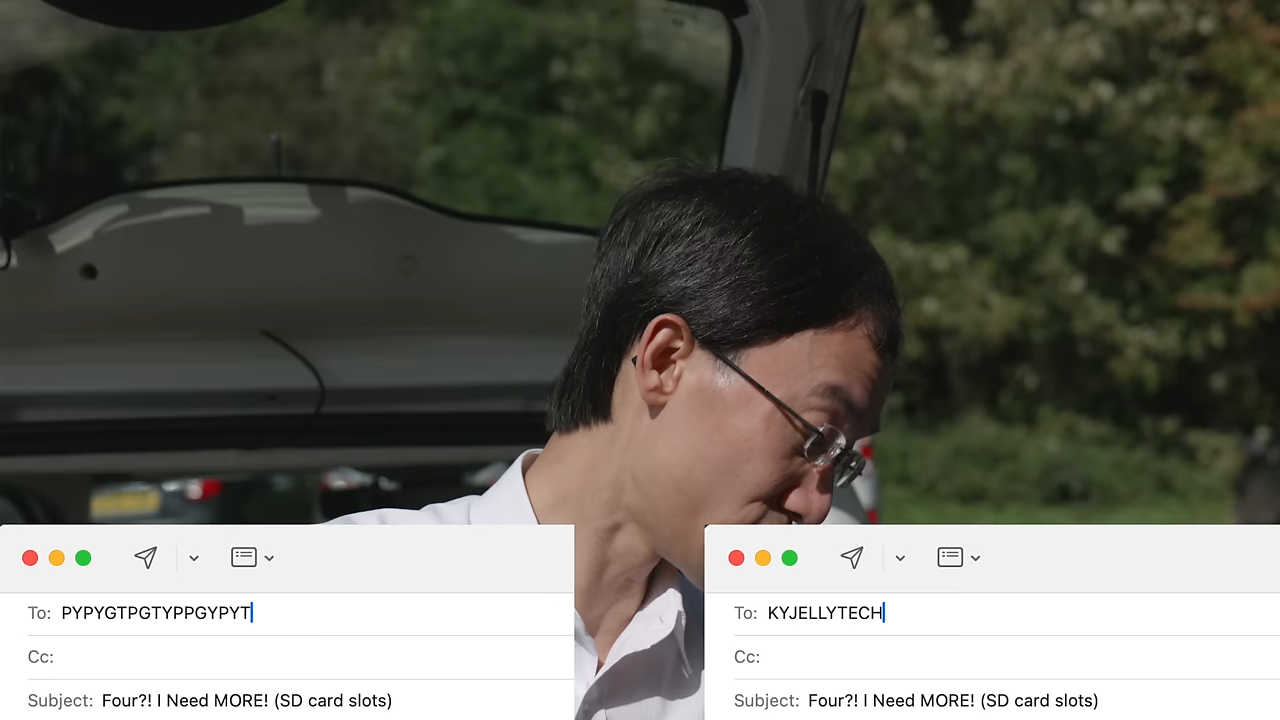 To: PYPYGTPGTYPPGYPYT
Cc:
Subject: Four?! I Need MORE! (SD card slots)
To: KYJELLYTECH
Cc:
Subject: Four?! I Need MORE! (SD card slots)